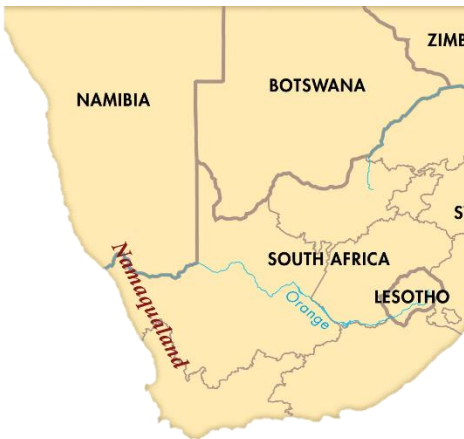 ZIMB
BOTSWANA
NAMIBIA
S
SOUTH AFRICA
Namaqualand
LESOTHO
Orange